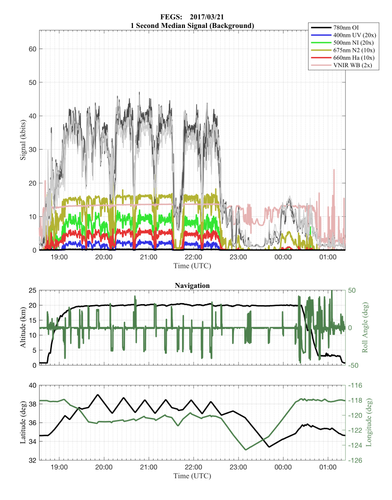 FEGS: 2017/03/21
1 Second Median Signal (Background)
780nm OI
400nm UV (20x)
500nm NI (20x)
675nm N2 (10x)
660nm Ha (10x)
VNIR WB (2x)
Signal (kbits)
60
50
40
30
20
10
0
19:00 20:00 21:00 22:00 23:00 00:00 01:00
Time (UTC)
Navigation
Altitude (km)
25
20
15
10
5
0
50
0
-50
Roll Angle (deg)
19:00 20:00 21:00 22:00 23:00 00:00 01:00
Latitude (deg)
40
38
36
34
32
-116
-118
-120
-122
-124
-126
Longitude (deg)
19:00 20:00 21:00 22:00 23:00 00:00 01:00
Time (UTC)